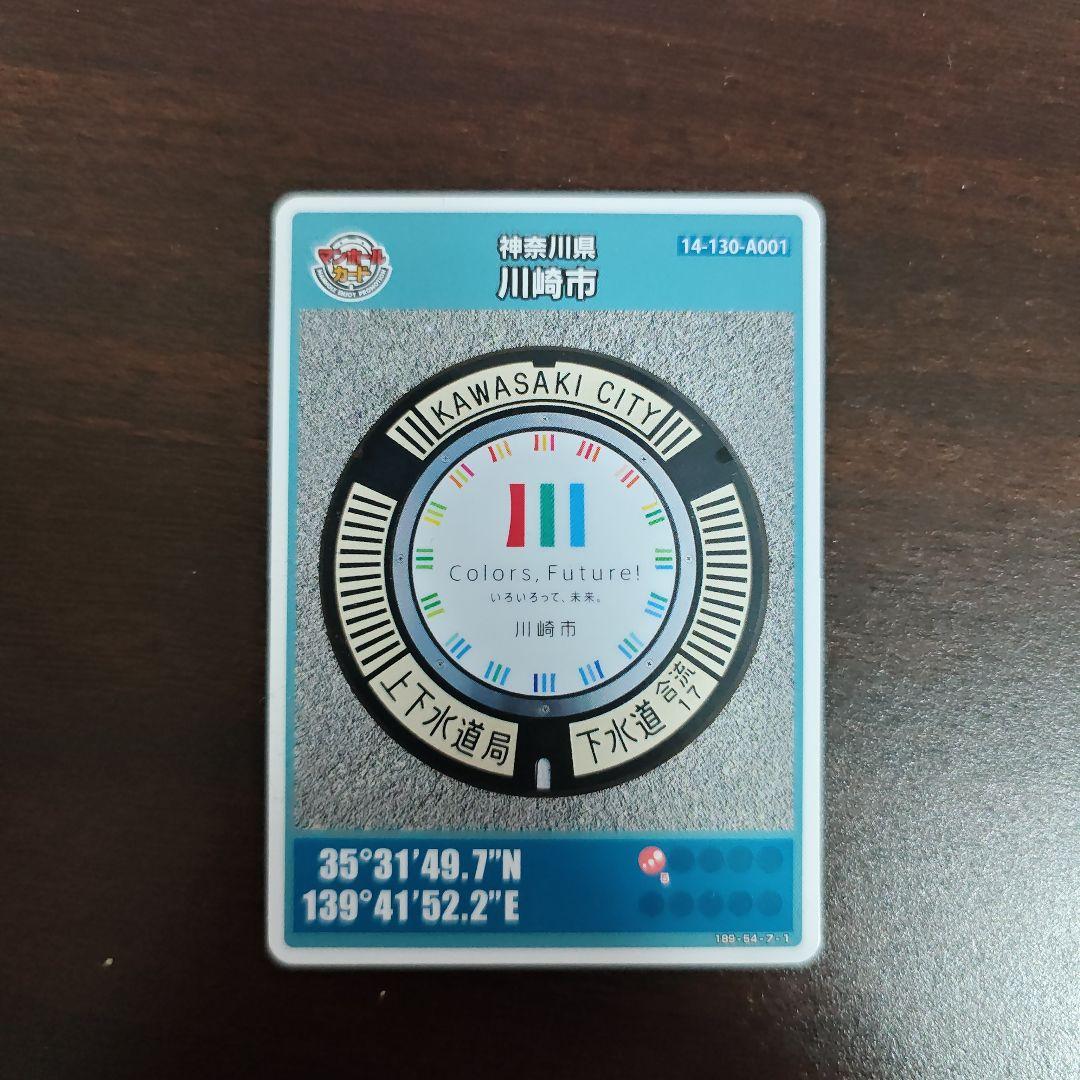 マンホール
カード
神奈川県
川崎市
14-130-A001
KAWASAKI CITY
Colors, Future!
いろいろって、未来。
川崎市
上下水道局
下水道 合流
17
35°31'49.7"N
139°41'52.2"E
189-54-7-1